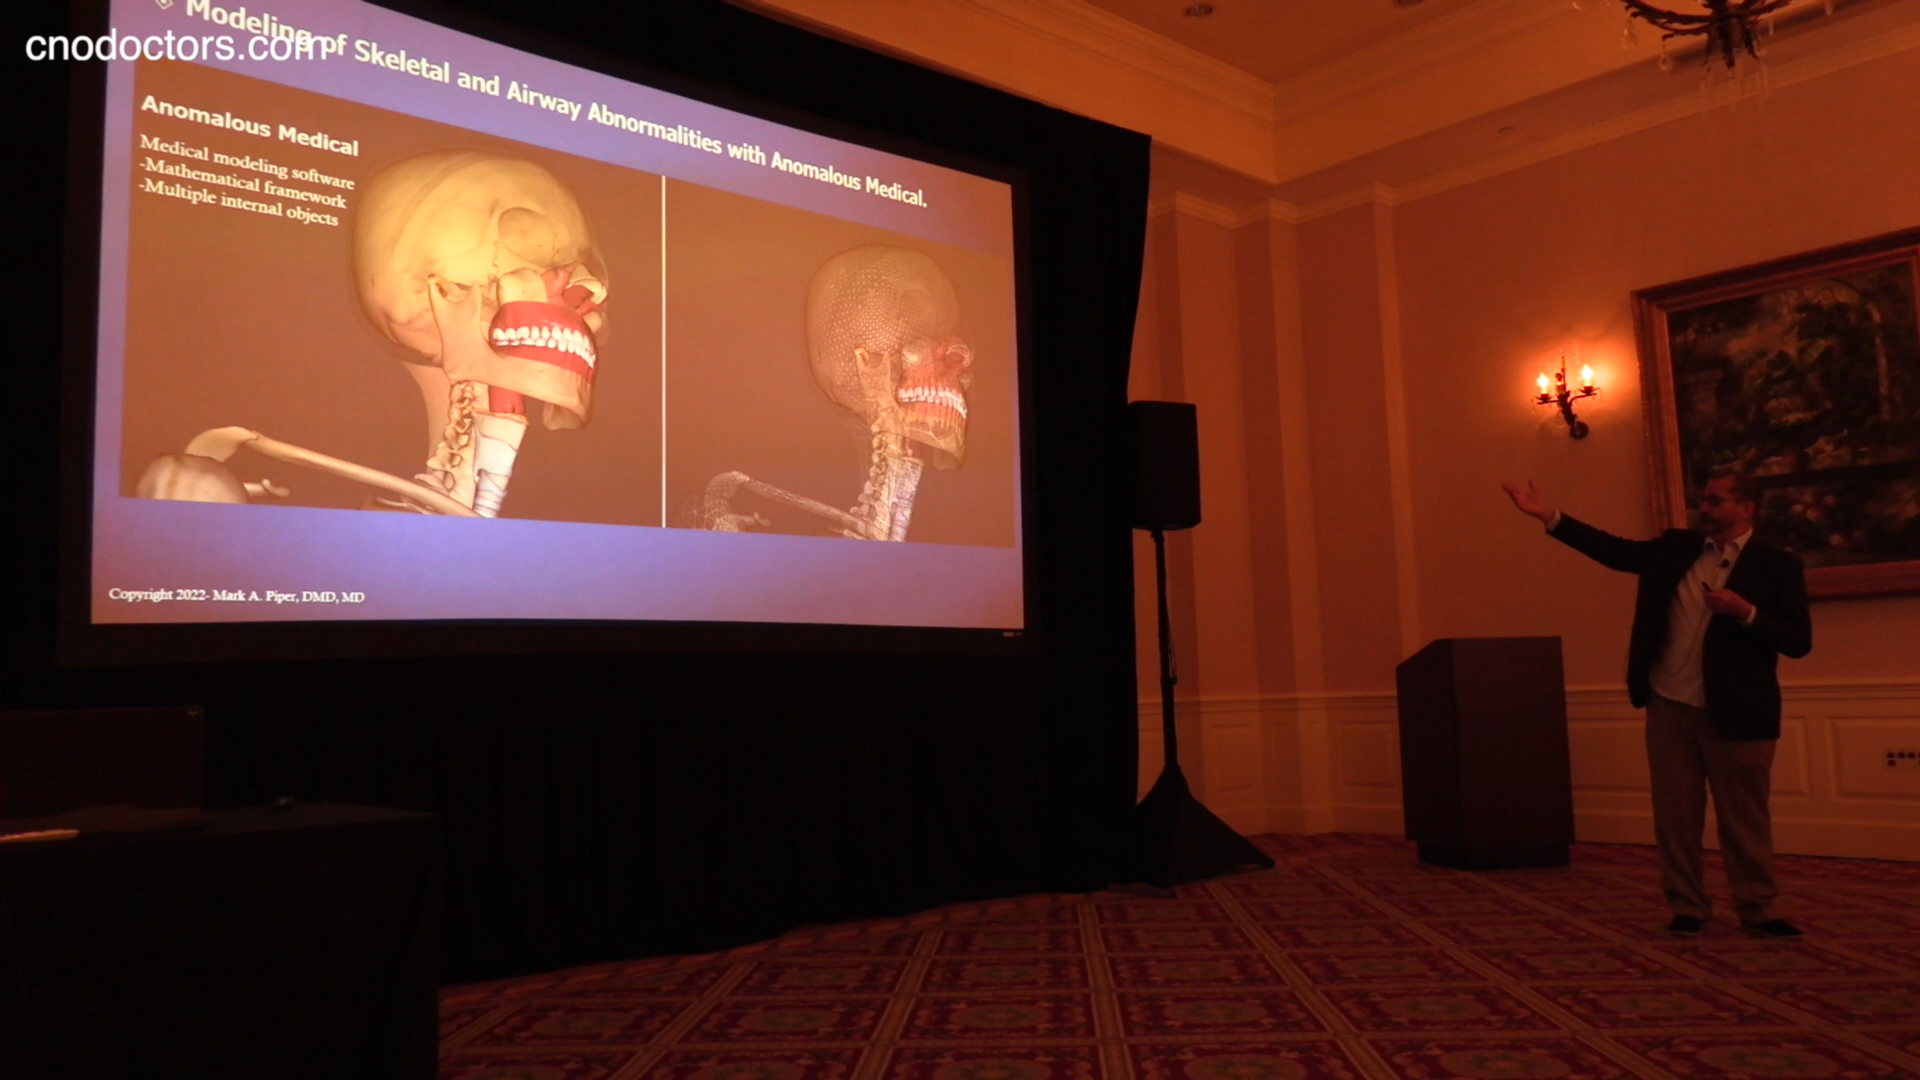 cnodoctors.com
Modeling of Skeletal and Airway Abnormalities with Anomalous Medical.
Anomalous Medical
Medical modeling software
-Mathematical framework
-Multiple internal objects
Copyright 2022- Mark A. Piper, DMD, MD